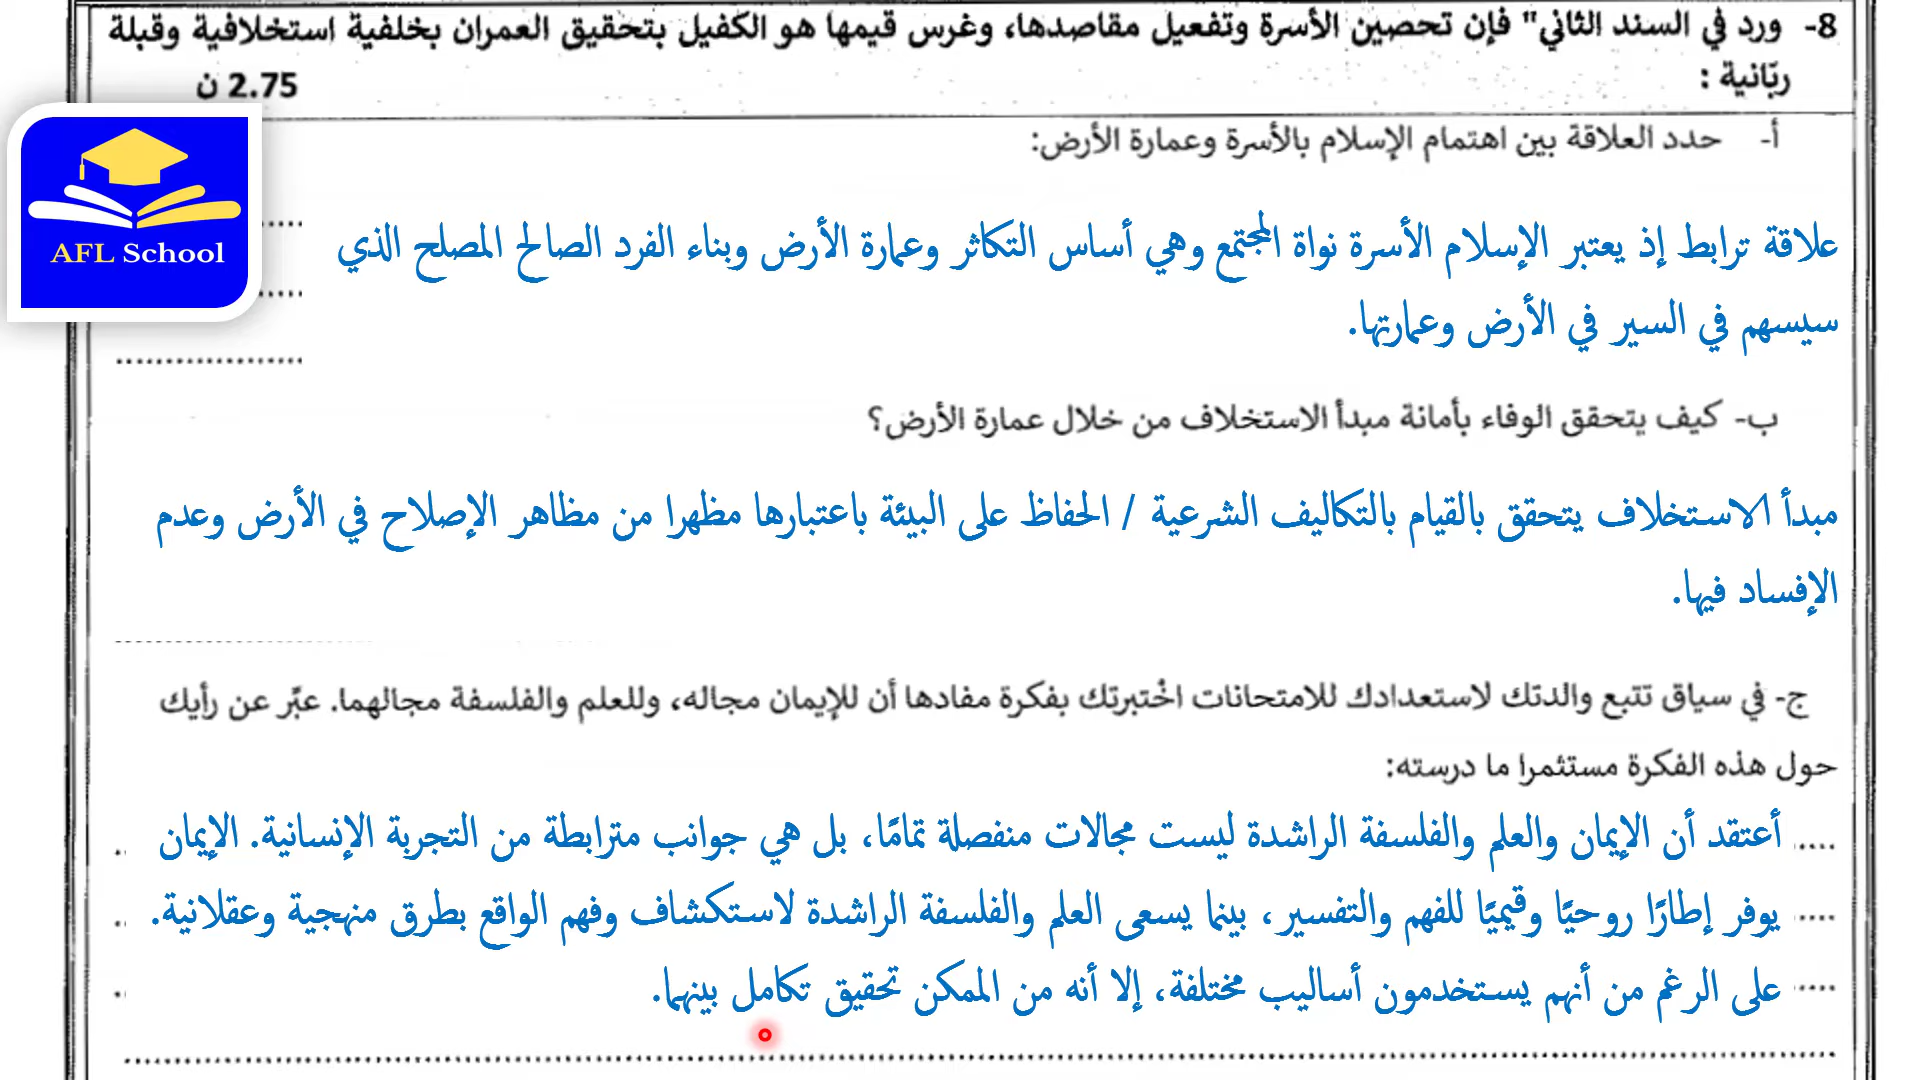 8- ورد في السند الثاني" فإن تحصين الأسرة وتفعيل مقاصدها، وغرس قيمها هو الكفيل بتحقيق العمران بخلفية استخلافية وقبلة
ربّانية : 2.75 ن
AFL School
أ- حدد العلاقة بين اهتمام الإسلام بالأسرة وعمارة الأرض:
علاقة ترابط إذ يعتبر الإسلام الأسرة نواة المجتمع وهي أساس التكاثر وعمارة الأرض وبناء الفرد الصالح المصلح الذي
سيسهم في السير في الأرض وعمارتها.
ب- كيف يتحقق الوفاء بأمانة مبدأ الاستخلاف من خلال عمارة الأرض؟
مبدأ الاستخلاف يتحقق بالقيام بالتكاليف الشرعية / الحفاظ على البيئة باعتبارها مظهرا من مظاهر الإصلاح في الأرض وعدم
الإفساد فيها.
ج- في سياق تتبع والدتك لاستعدادك للامتحانات اخْتبرتك بفكرة مفادها أن للإيمان مجاله، وللعلم والفلسفة مجالهما. عبّر عن رأيك
حول هذه الفكرة مستثمرا ما درسته:
أعتقد أن الإيمان والعلم والفلسفة الراشدة ليست مجالات منفصلة تمامًا، بل هي جوانب مترابطة من التجربة الإنسانية. الإيمان
يوفر إطارًا روحيًا وقيميًا للفهم والتفسير، بينما يسعى العلم والفلسفة الراشدة لاستكشاف وفهم الواقع بطرق منهجية وعقلانية.
على الرغم من أنهم يستخدمون أساليب مختلفة، إلا أنه من الممكن تحقيق تكامل بينهما.